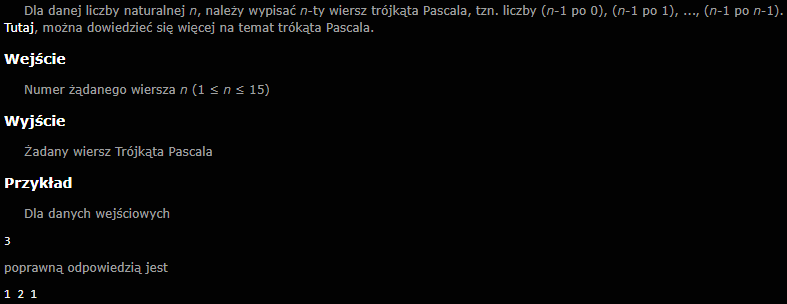 Dla danej liczby naturalnej n, należy wypisać n-ty wiersz trójkąta Pascala, tzn. liczby (n-1 po 0), (n-1 po 1), ..., (n-1 po n-1).
Tutaj, można dowiedzieć się więcej na temat trókąta Pascala.
Wejście
Numer żądanego wiersza n (1 ≤ n ≤ 15)
Wyjście
Żadany wiersz Trójkąta Pascala
Przykład
Dla danych wejściowych
3
poprawną odpowiedzią jest
1 2 1